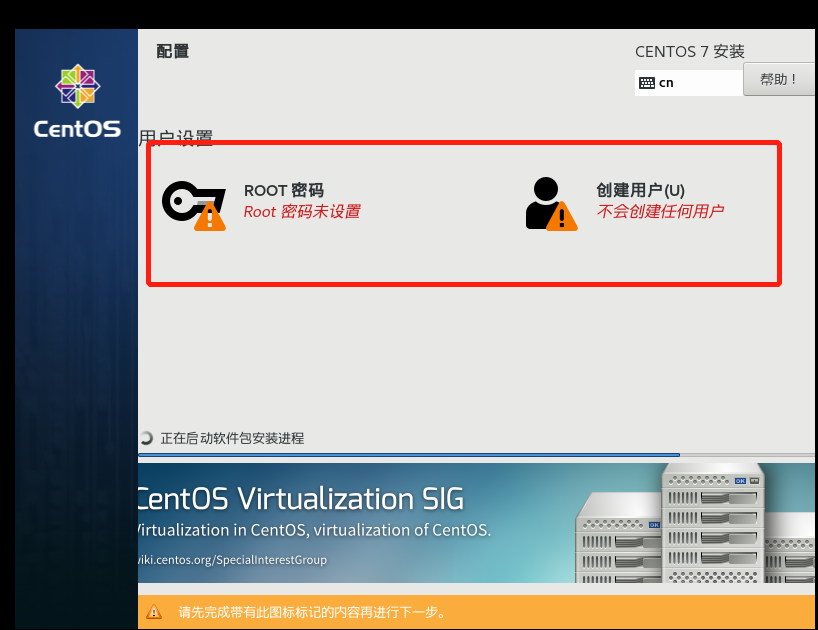 配置
CENTOS 7 安装
cn
帮助！
CentOS
用户设置
ROOT 密码
Root 密码未设置
创建用户(U)
不会创建任何用户
正在启动软件包安装进程
CentOS Virtualization SIG
Virtualization in CentOS, virtualization of CentOS.
wiki.centos.org/SpecialInterestGroup
OK
OK
请先完成带有此图标标记的内容再进行下一步。